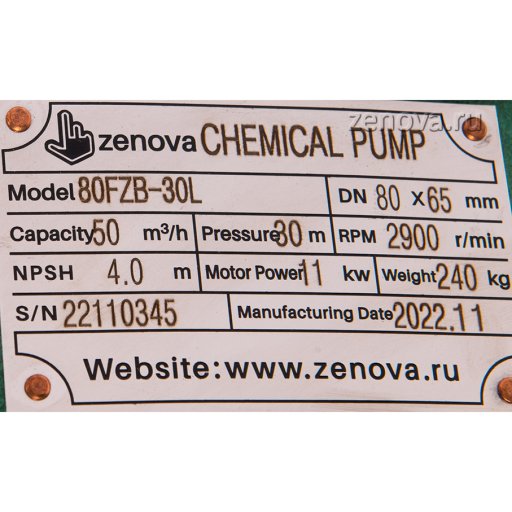 zenova.ru
zenova CHEMICAL PUMP
Model 80FZB-30L DN 80 x 65 mm
Capacity 50 m³/h Pressure 30 m RPM 2900 r/min
NPSH 4.0 m Motor Power 11 kw Weight 240 kg
S/N 22110345 Manufacturing Date 2022.11
Website:www.zenova.ru